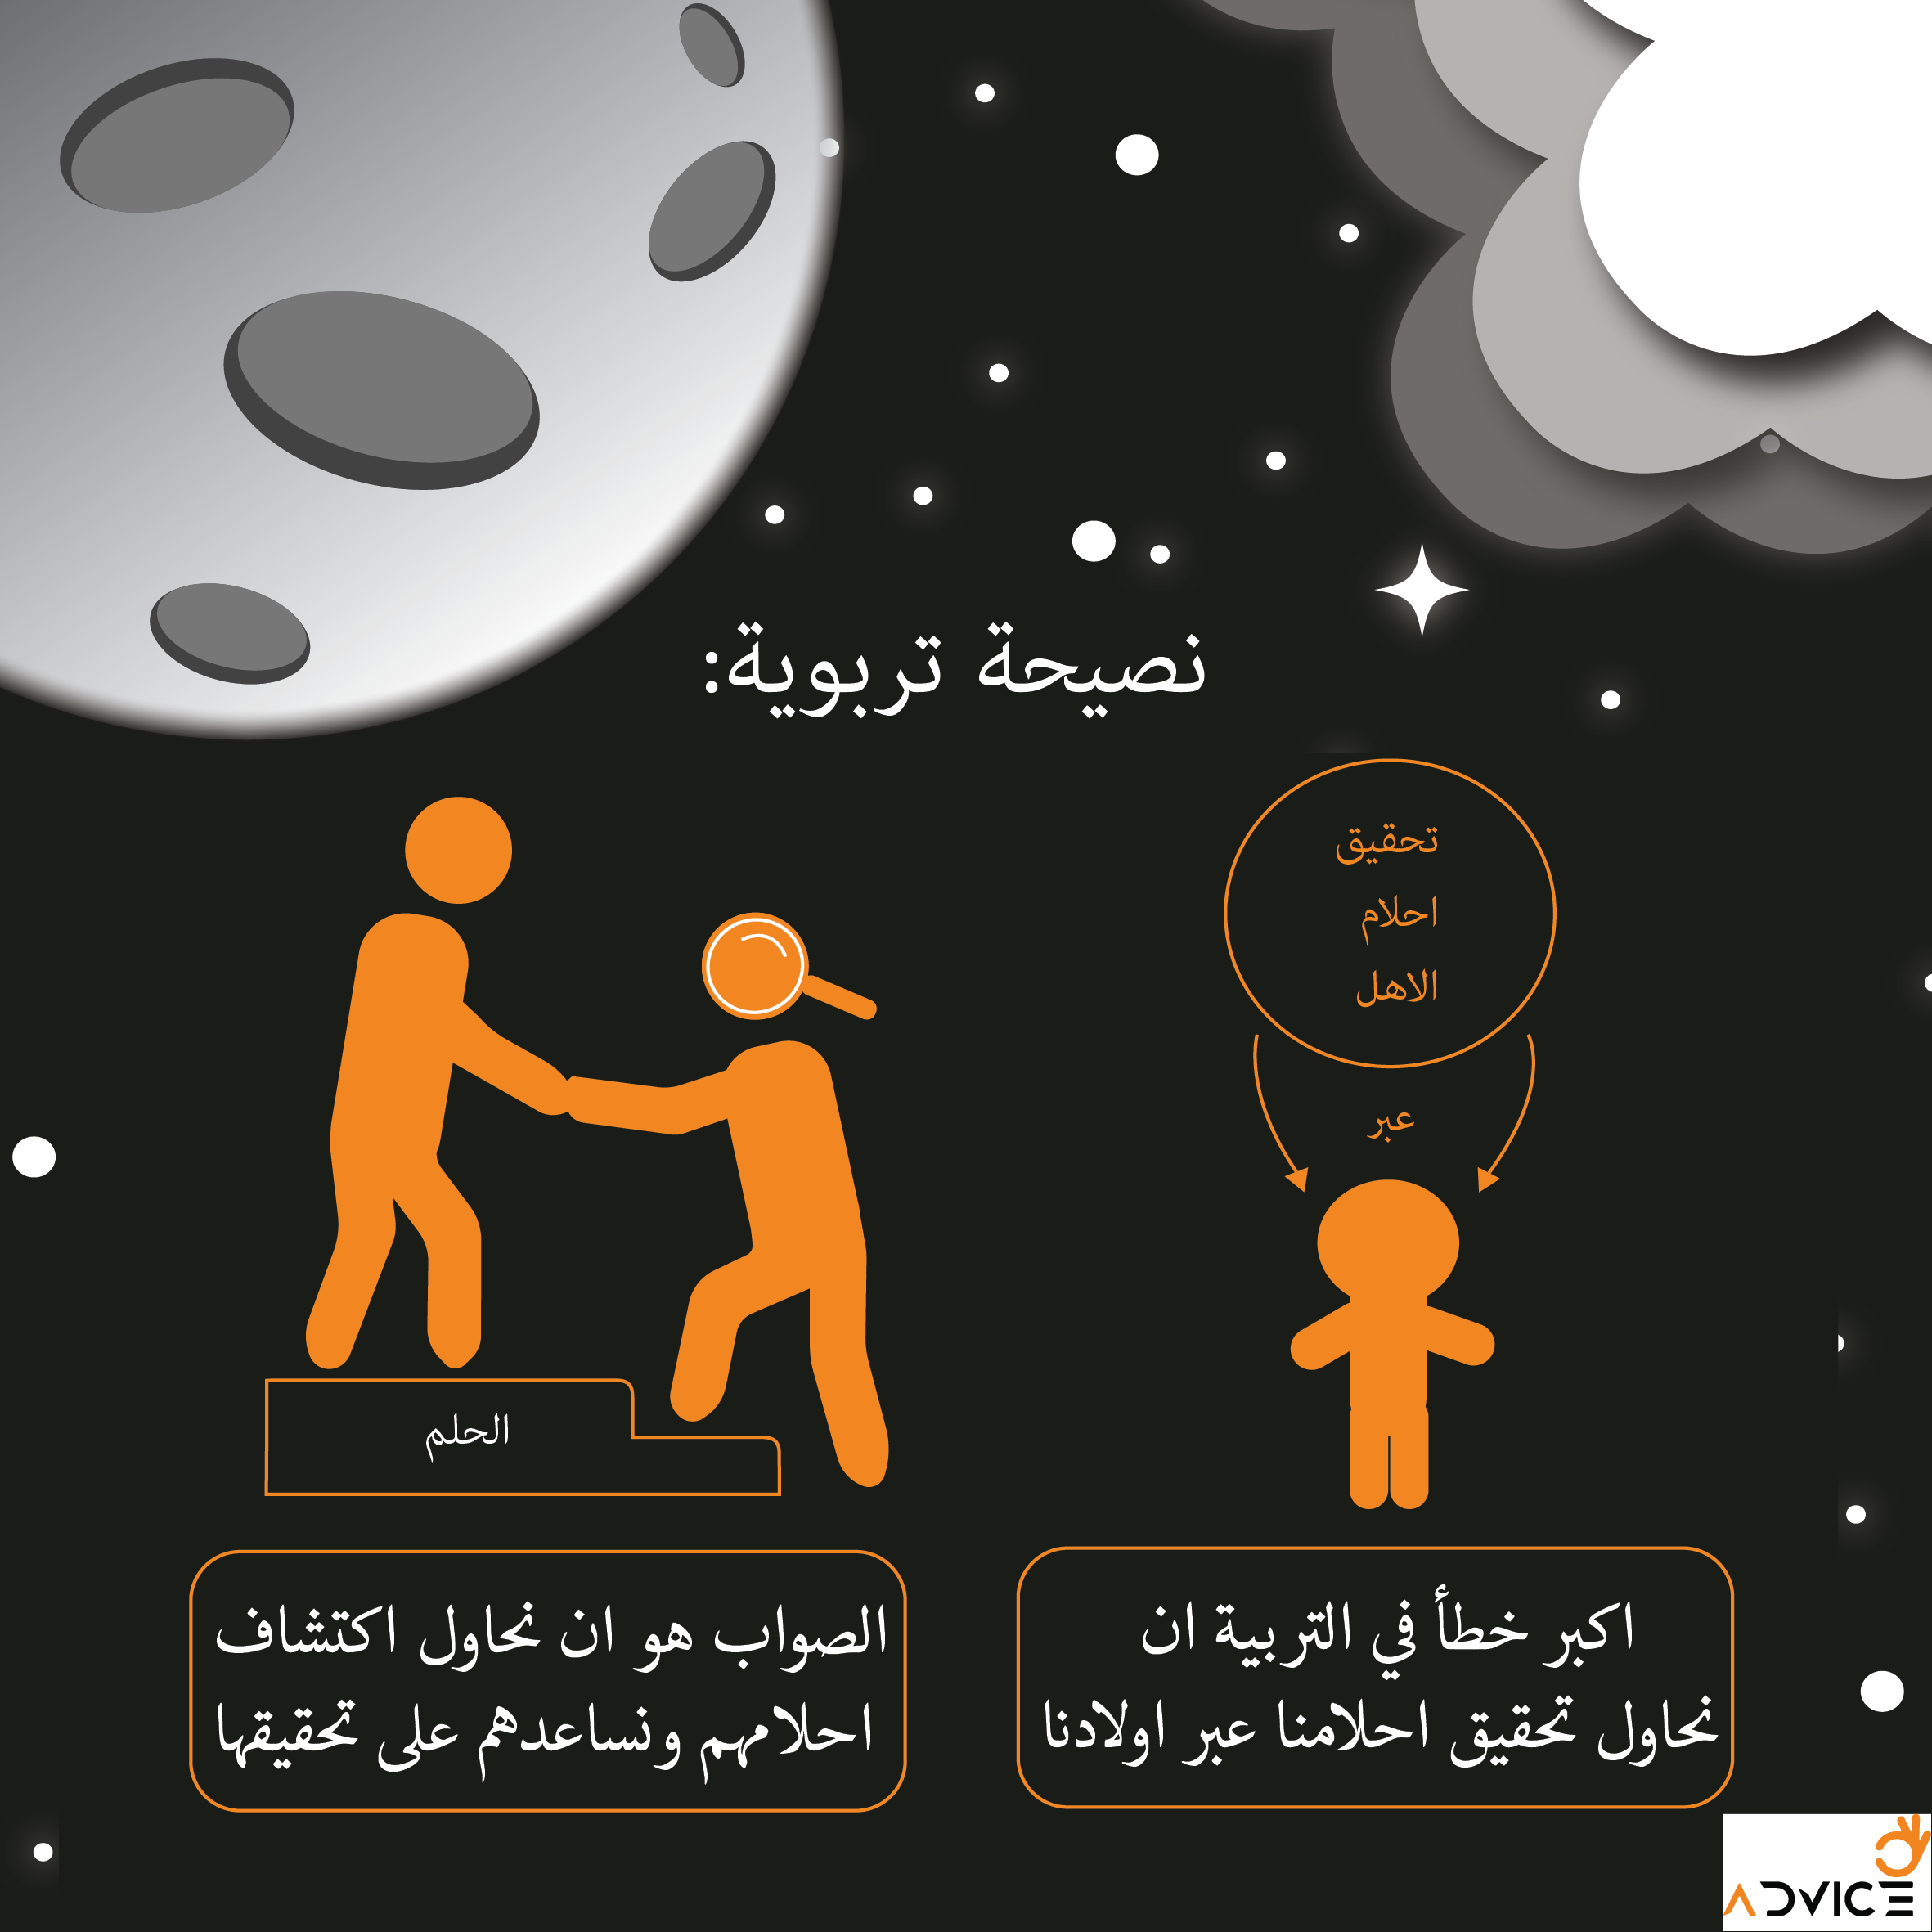 نصيحة تربوية:
تحقيق
احلام
الاهل
عبر
اكبر خطأ في التربية ان
نحاول تحقيق احلامنا عبر اولادنا
الحلم
الصواب هو ان نحاول اكتشاف
احلامهم ونساعدهم على تحقيقها
ADVICE